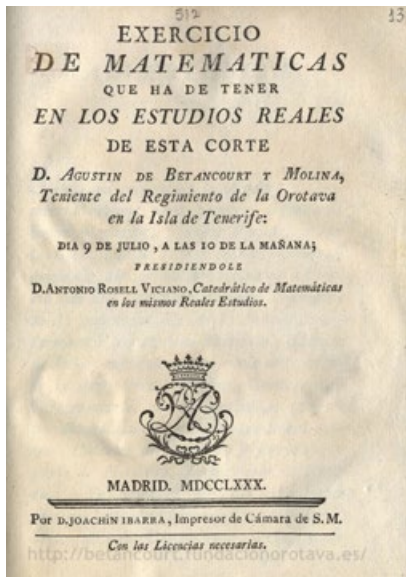 512
13
EXERCICIO
DE MATEMATICAS
QUE HA DE TENER
EN LOS ESTUDIOS REALES
DE ESTA CORTE
D. AGUSTIN DE BETANCOURT Y MOLINA,
Teniente del Regimiento de la Orotava
en la Isla de Tenerife:
DIA 9 DE JULIO, A LAS 10 DE LA MAÑANA;
PRESIDIENDOLE
D. ANTONIO ROSELL VICIANO, Catedrático de Matemáticas
en los mismos Reales Estudios.
MADRID. MDCCLXXX.
Por D. JOACHÎN IBARRA, Impresor de Cámara de S. M.
Con las Licencias necesarias.
http://betancourt.fundacionorotava.es/